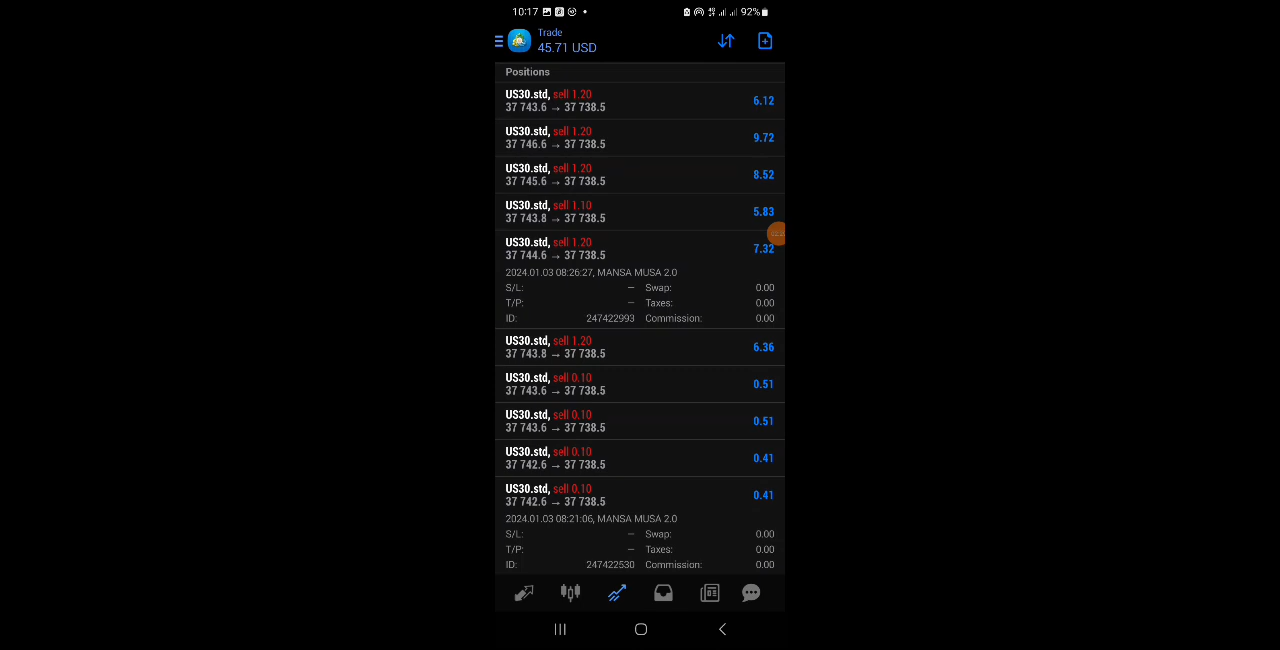 10:17 92%
Trade
45.71 USD
Positions
US30.std, sell 1.20
37 743.6 → 37 738.5 6.12
US30.std, sell 1.20
37 746.6 → 37 738.5 9.72
US30.std, sell 1.20
37 745.6 → 37 738.5 8.52
US30.std, sell 1.10
37 743.8 → 37 738.5 5.83
US30.std, sell 1.20
37 744.6 → 37 738.5 7.32
2024.01.03 08:26:27, MANSA MUSA 2.0
S/L: – Swap: 0.00
T/P: – Taxes: 0.00
ID: 247422993 Commission: 0.00
US30.std, sell 1.20
37 743.8 → 37 738.5 6.36
US30.std, sell 0.10
37 743.6 → 37 738.5 0.51
US30.std, sell 0.10
37 743.6 → 37 738.5 0.51
US30.std, sell 0.10
37 742.6 → 37 738.5 0.41
US30.std, sell 0.10
37 742.6 → 37 738.5 0.41
2024.01.03 08:21:06, MANSA MUSA 2.0
S/L: – Swap: 0.00
T/P: – Taxes: 0.00
ID: 247422530 Commission: 0.00